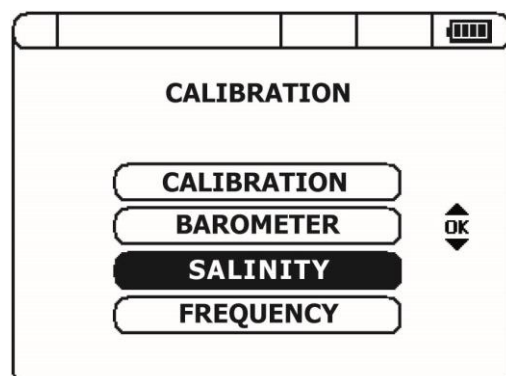 CALIBRATION
CALIBRATION
BAROMETER
OK
SALINITY
FREQUENCY